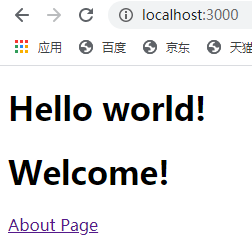 localhost:3000
应用 百度 京东 天猫
Hello world!
Welcome!
About Page